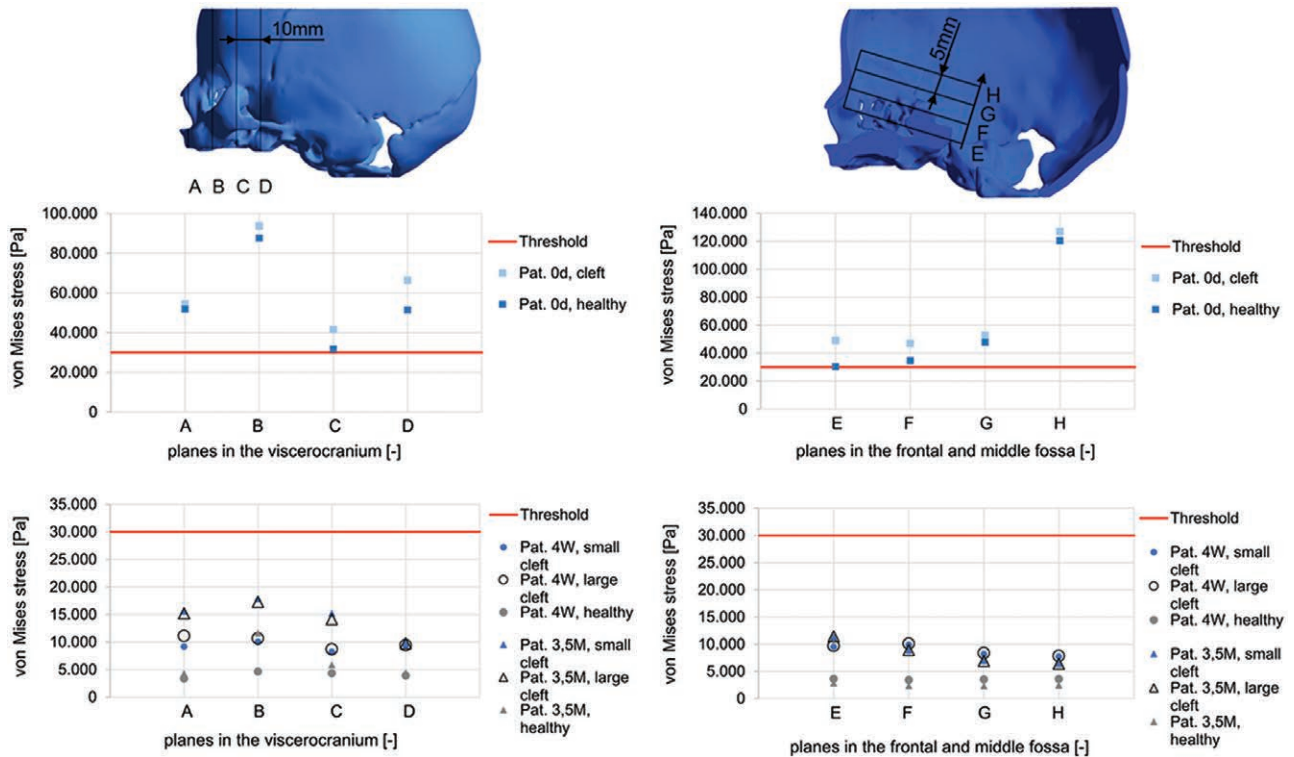 10mm
A B C D
5mm
H
G
F
E
von Mises stress [Pa]
100.000
80.000
60.000
40.000
20.000
0
A B C D
planes in the viscerocranium [-]
Threshold
Pat. 0d, cleft
Pat. 0d, healthy
von Mises stress [Pa]
140.000
120.000
100.000
80.000
60.000
40.000
20.000
0
E F G H
planes in the frontal and middle fossa [-]
Threshold
Pat. 0d, cleft
Pat. 0d, healthy
von Mises stress [Pa]
35.000
30.000
25.000
20.000
15.000
10.000
5.000
0
A B C D
planes in the viscerocranium [-]
Threshold
Pat. 4W, small
cleft
Pat. 4W, large
cleft
Pat. 4W, healthy
Pat. 3,5M, small
cleft
Pat. 3,5M, large
cleft
Pat. 3,5M,
healthy
von Mises stress [Pa]
35.000
30.000
25.000
20.000
15.000
10.000
5.000
0
E F G H
planes in the frontal and middle fossa [-]
Threshold
Pat. 4W, small
cleft
Pat. 4W, large
cleft
Pat. 4W, healthy
Pat. 3,5M, small
cleft
Pat. 3,5M, large
cleft
Pat. 3,5M,
healthy